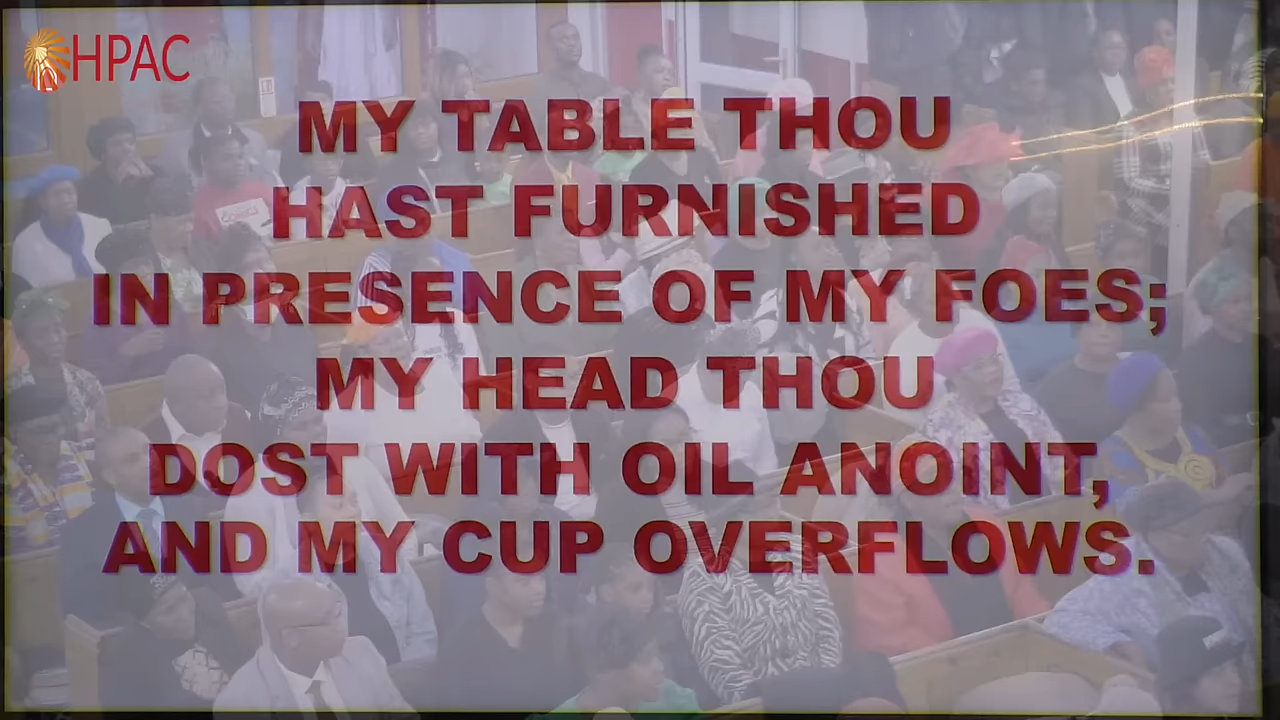 HPAC
MY TABLE THOU
HAST FURNISHED
IN PRESENCE OF MY FOES;
MY HEAD THOU
DOST WITH OIL ANOINT,
AND MY CUP OVERFLOWS.